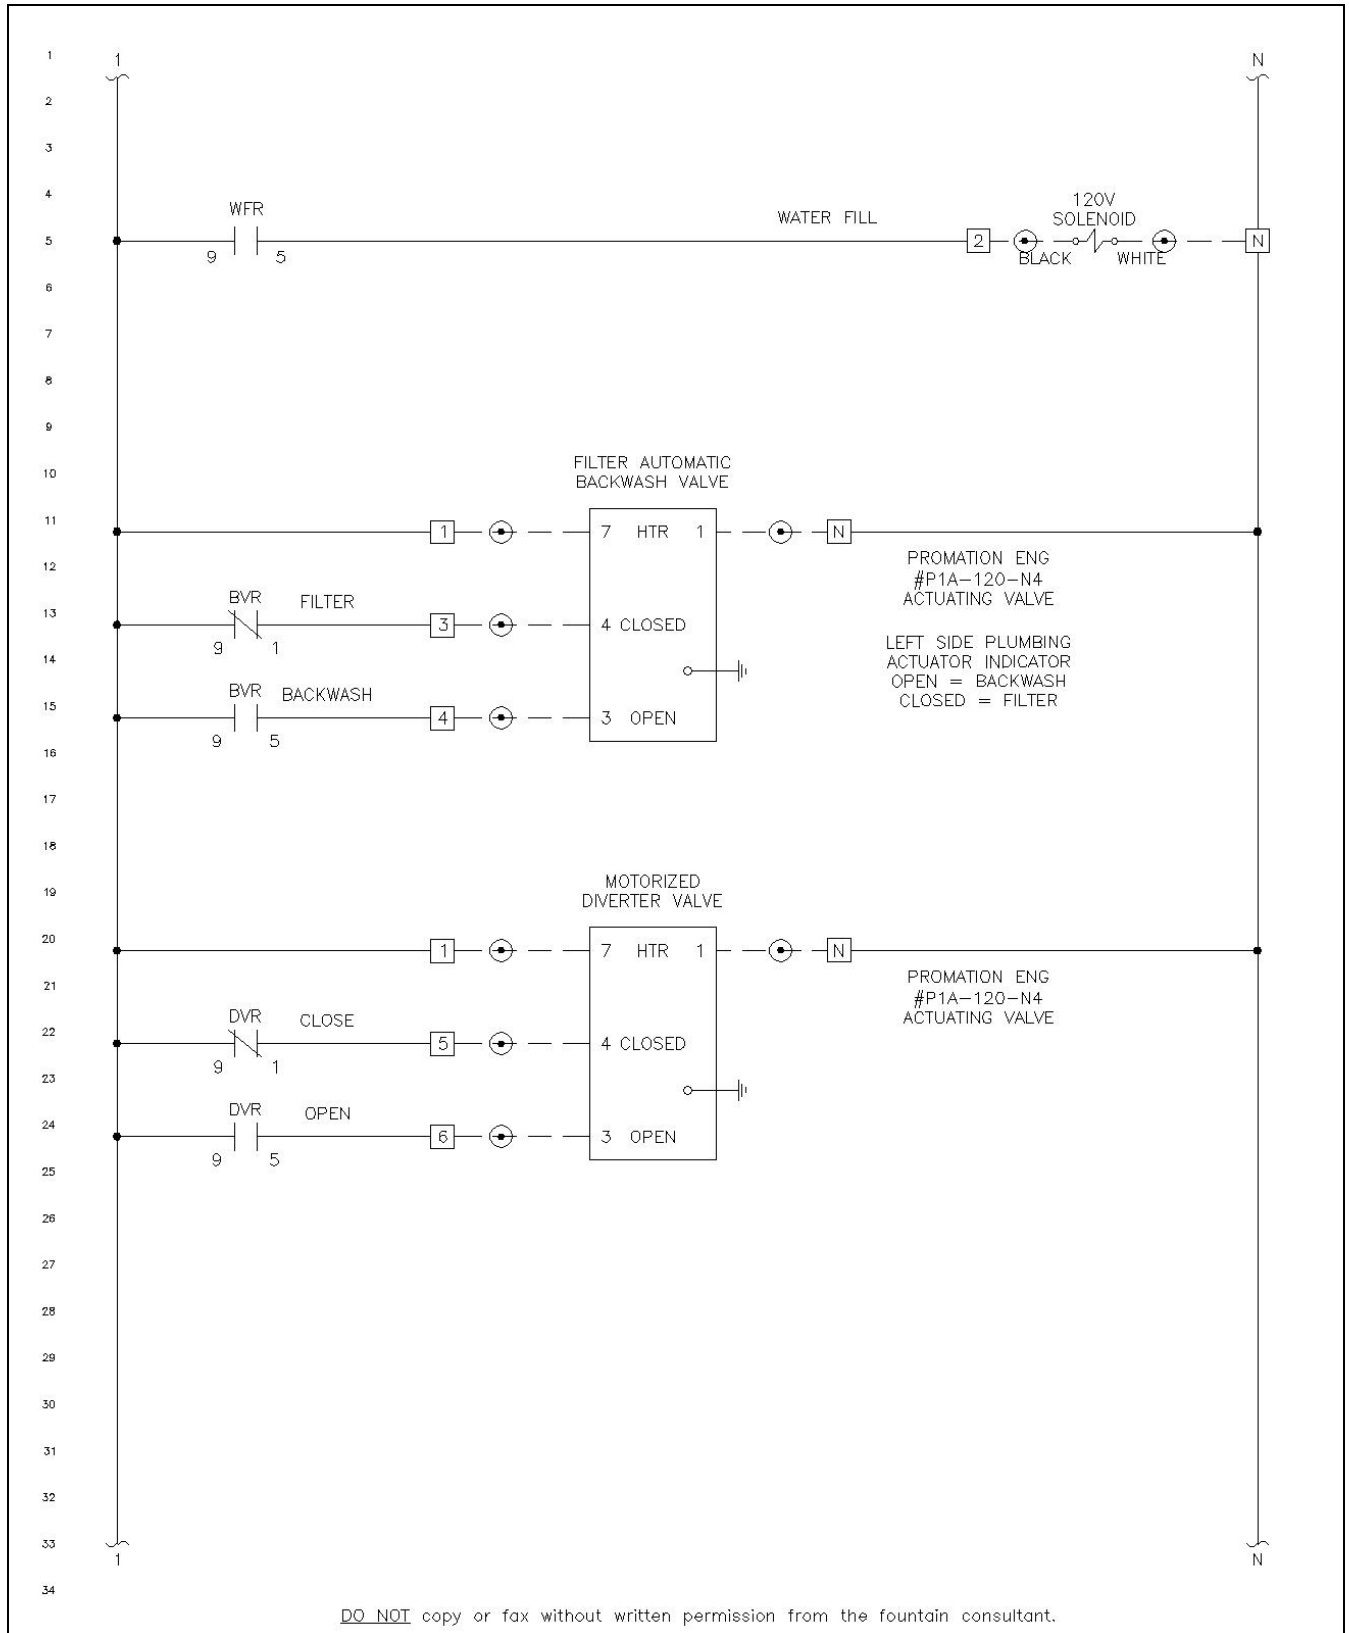 1 1 N
2
3
4
WFR WATER FILL 120V
SOLENOID
5 9 5 2 BLACK WHITE N
6
7
8
9
FILTER AUTOMATIC
10 BACKWASH VALVE
11 1 7 HTR 1 N
PROMATION ENG
12 #P1A-120-N4
ACTUATING VALVE
BVR FILTER
13 9 1 3 4 CLOSED
LEFT SIDE PLUMBING
14 ACTUATOR INDICATOR
OPEN = BACKWASH
CLOSED = FILTER
BVR BACKWASH
15 9 5 4 3 OPEN
16
17
18
MOTORIZED
19 DIVERTER VALVE
20 1 7 HTR 1 N
PROMATION ENG
21 #P1A-120-N4
ACTUATING VALVE
DVR CLOSE
22 9 1 5 4 CLOSED
23
DVR OPEN
24 9 5 6 3 OPEN
25
26
27
28
29
30
31
32
33 1 N
34
DO NOT copy or fax without written permission from the fountain consultant.